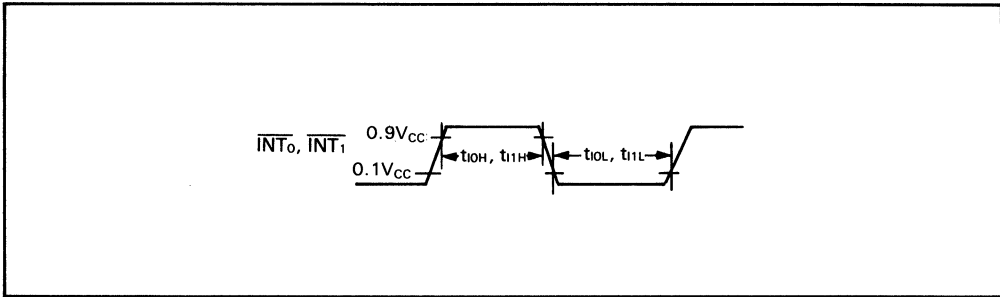 INT0, INT1
0.9VCC
tI0H, tI1H
tI0L, tI1L
0.1VCC